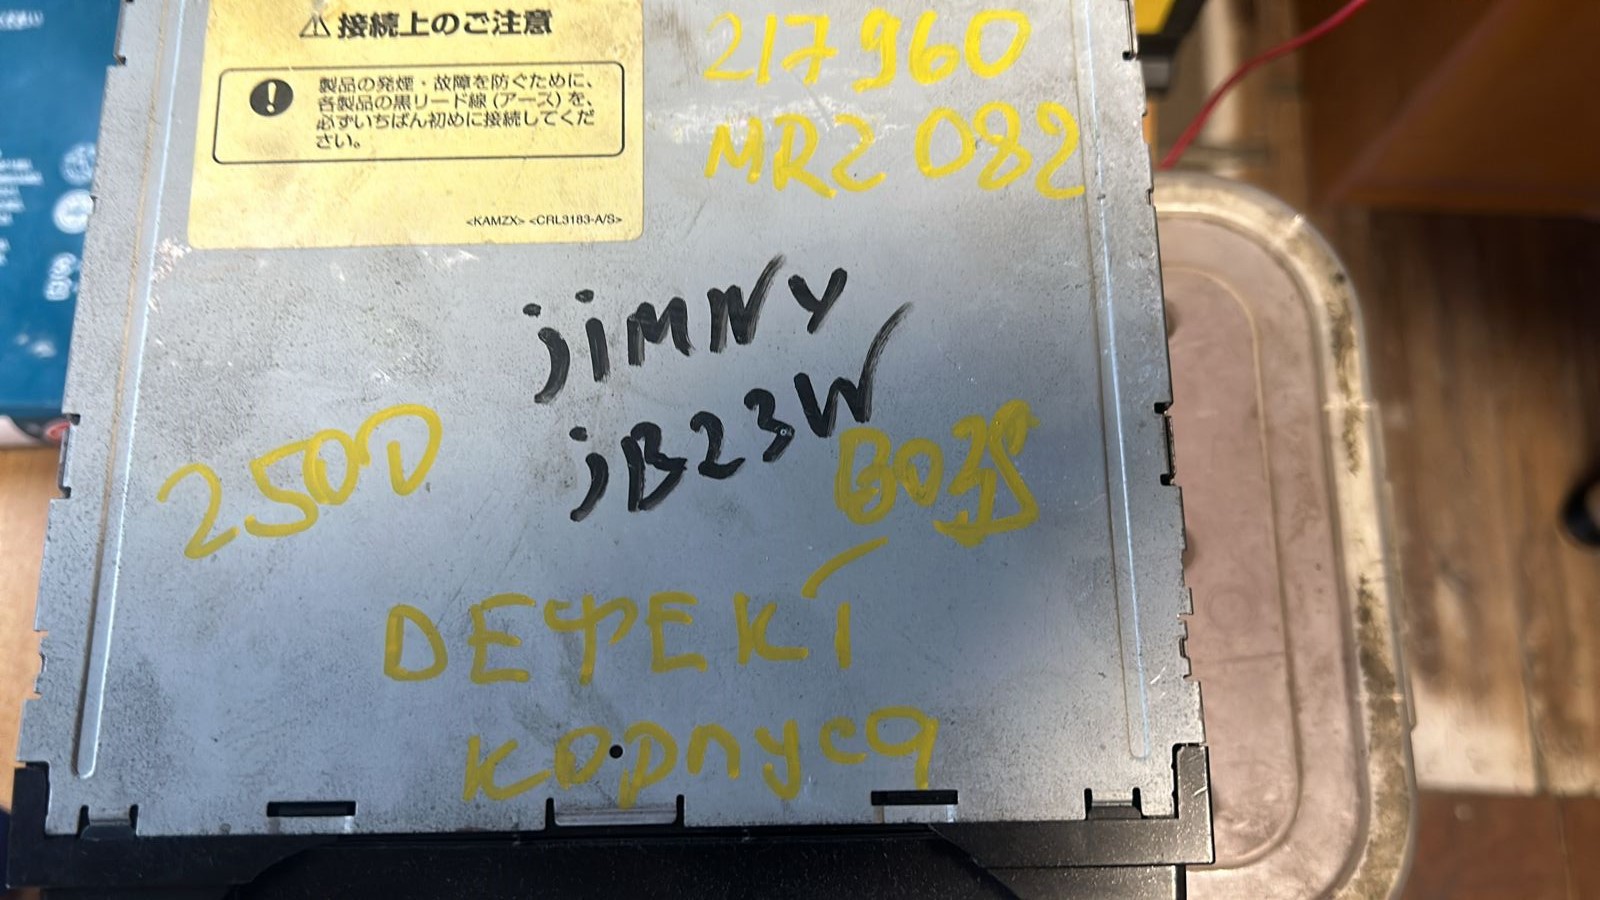 ⚠ 接続上のご注意
製品の発煙・故障を防ぐために、
各製品の黒リード線(アース)を、
必ずいちばん初めに接続してくだ
さい。
<KAMZX> <CRL3183-A/S>
217960
MRZ 082
jiMNY
jB23W
2500
ДЕФЕКТ
корпуса